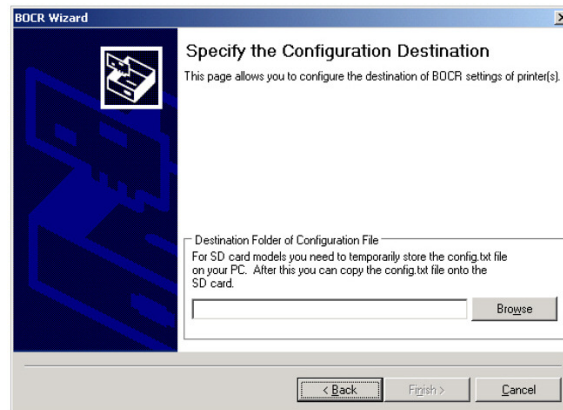 BOCR Wizard
Specify the Configuration Destination
This page allows you to configure the destination of BOCR settings of printer(s).
Destination Folder of Configuration File
For SD card models you need to temporarily store the config.txt file
on your PC. After this you can copy the config.txt file onto the
SD card.
Browse
< Back
Finish >
Cancel